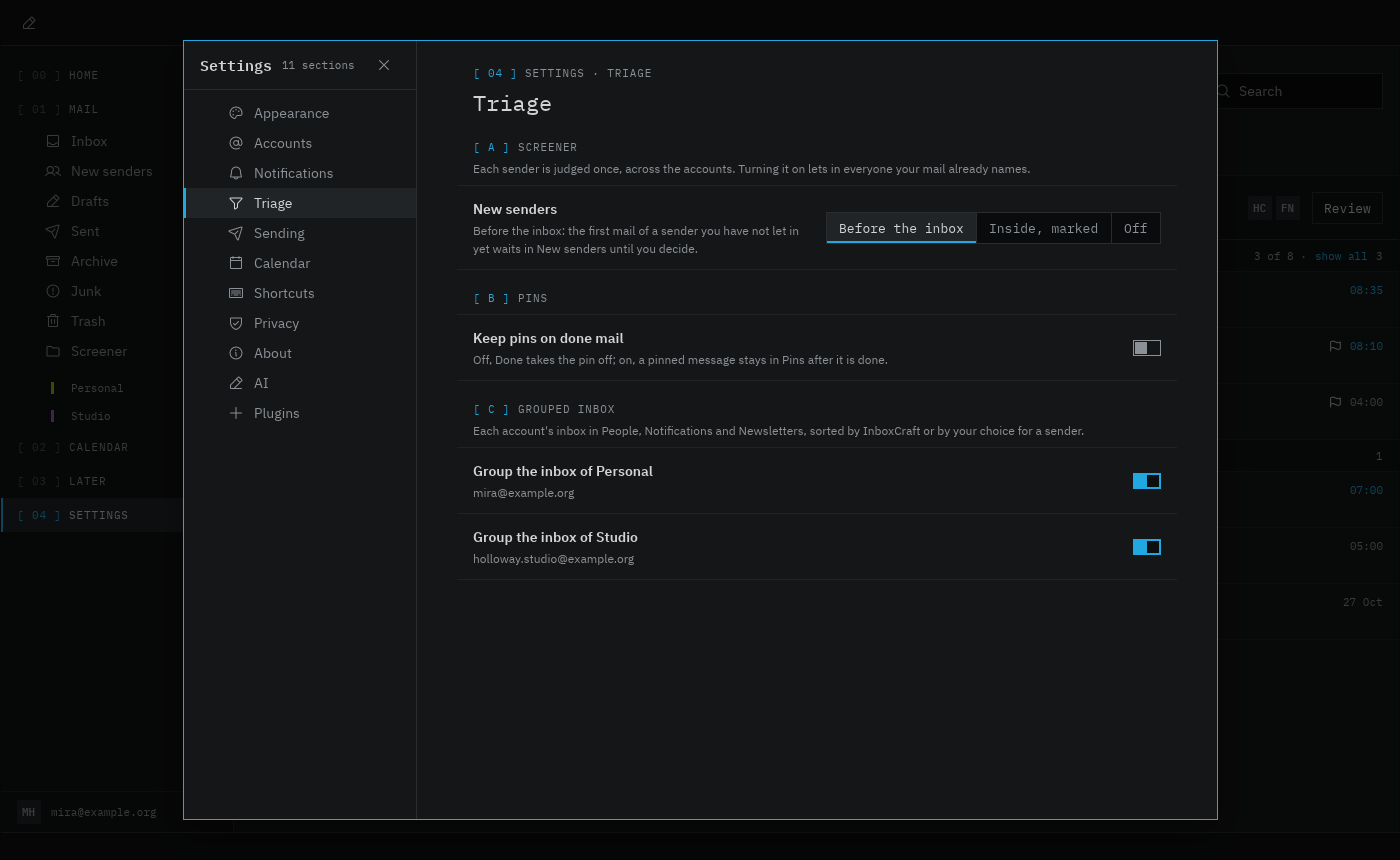 [ 00 ] HOME
[ 01 ] MAIL
Inbox
New senders
Drafts
Sent
Archive
Junk
Trash
Screener
Personal
Studio
[ 02 ] CALENDAR
[ 03 ] LATER
[ 04 ] SETTINGS
MH mira@example.org
Settings 11 sections
Appearance
Accounts
Notifications
Triage
Sending
Calendar
Shortcuts
Privacy
About
AI
Plugins
[ 04 ] SETTINGS · TRIAGE
Triage
[ A ] SCREENER
Each sender is judged once, across the accounts. Turning it on lets in everyone your mail already names.
New senders
Before the inbox: the first mail of a sender you have not let in
yet waits in New senders until you decide.
Before the inbox Inside, marked Off
[ B ] PINS
Keep pins on done mail
Off, Done takes the pin off; on, a pinned message stays in Pins after it is done.
[ C ] GROUPED INBOX
Each account's inbox in People, Notifications and Newsletters, sorted by InboxCraft or by your choice for a sender.
Group the inbox of Personal
mira@example.org
Group the inbox of Studio
holloway.studio@example.org
Search
HC FN Review
3 of 8 · show all 3
08:35
08:10
04:00
1
07:00
05:00
27 Oct